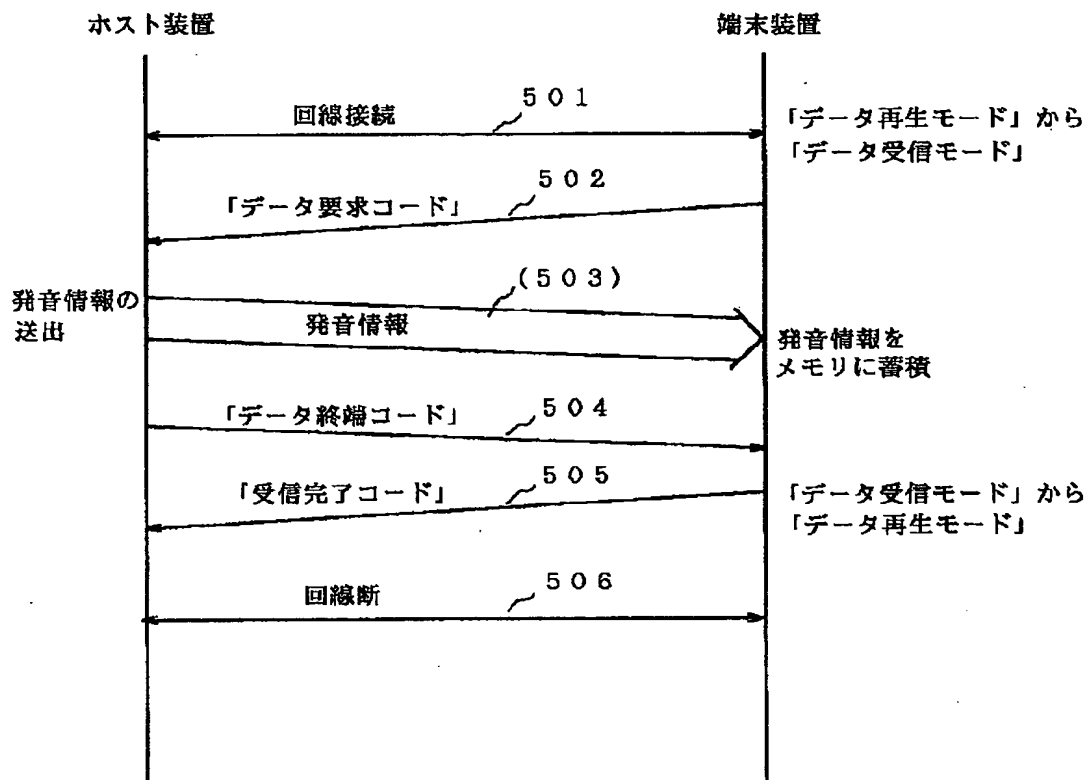 ホスト装置
端末装置
501
回線接続
「データ再生モード」から
「データ受信モード」
502
「データ要求コード」
(503)
発音情報の
送出
発音情報
発音情報を
メモリに蓄積
504
「データ終端コード」
505
「受信完了コード」
「データ受信モード」から
「データ再生モード」
506
回線断